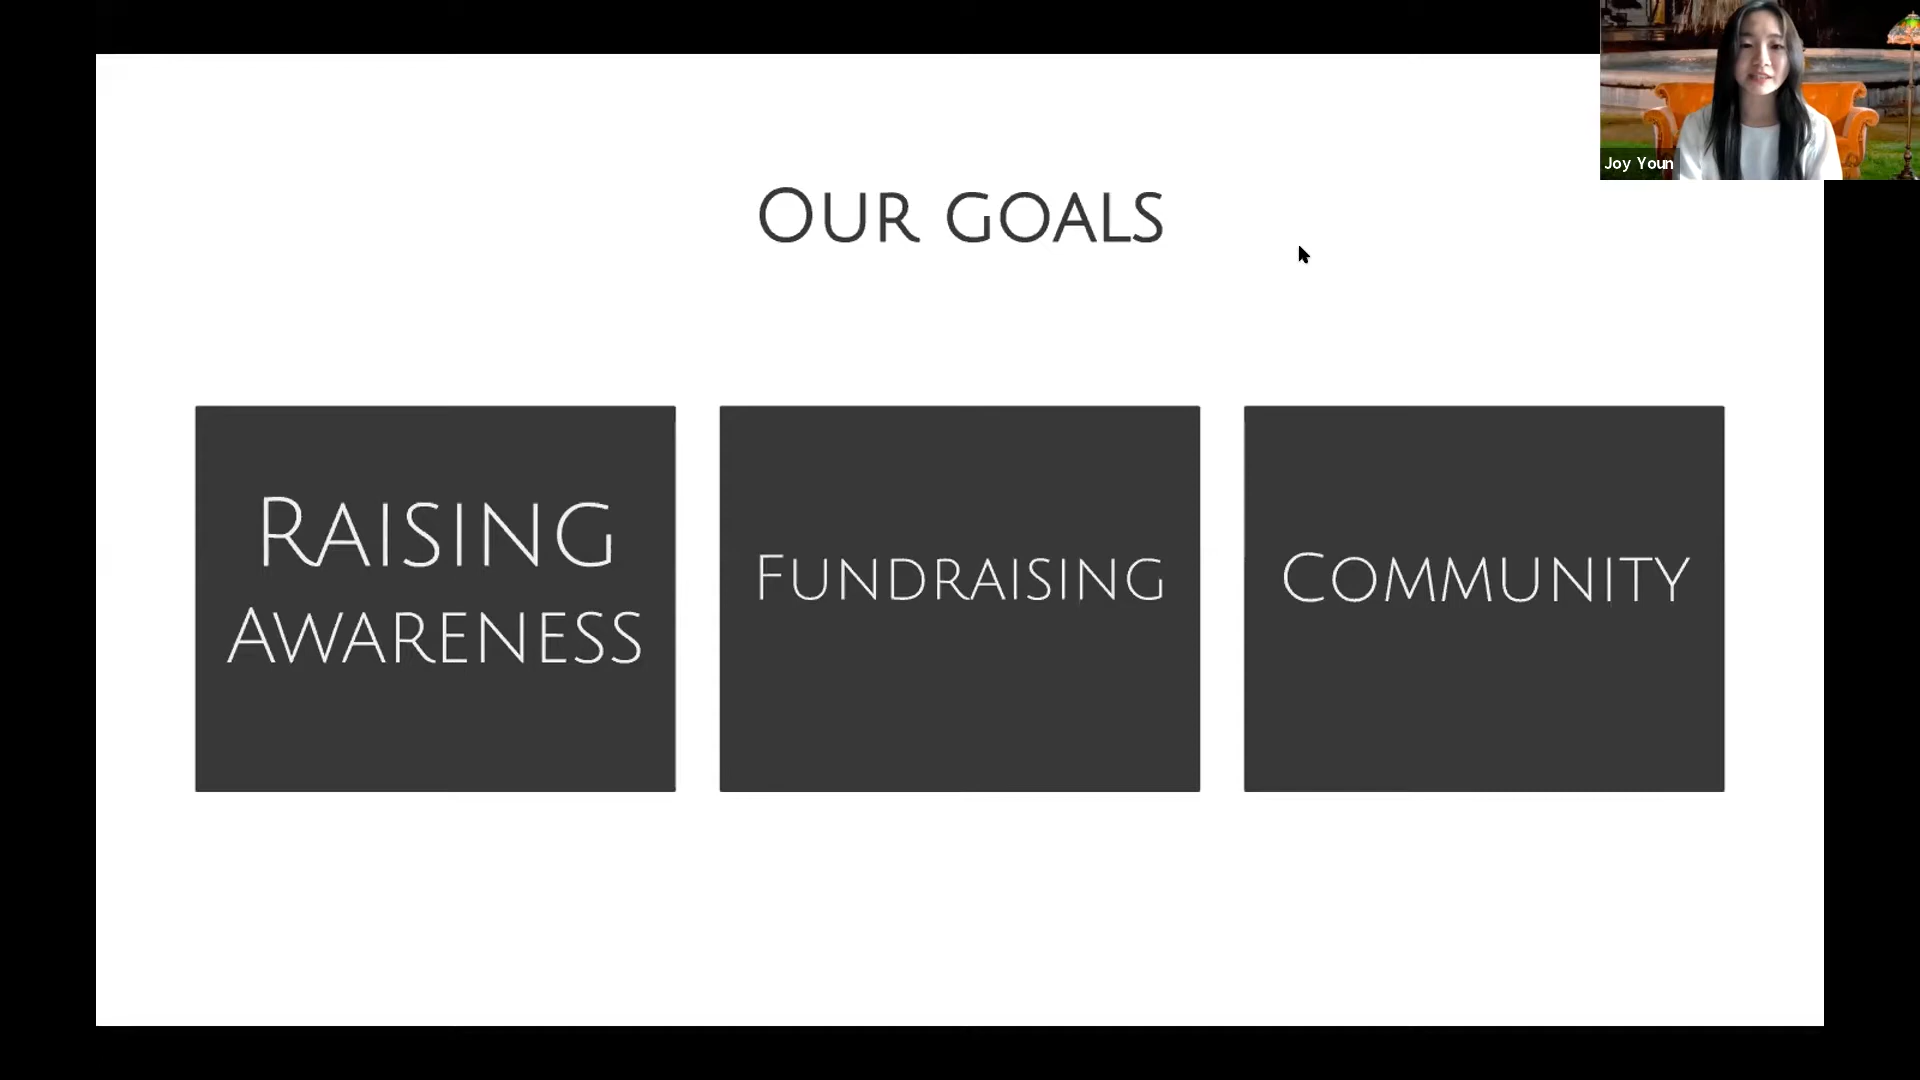 Joy Youn
Our goals
Raising
Awareness
Fundraising
Community